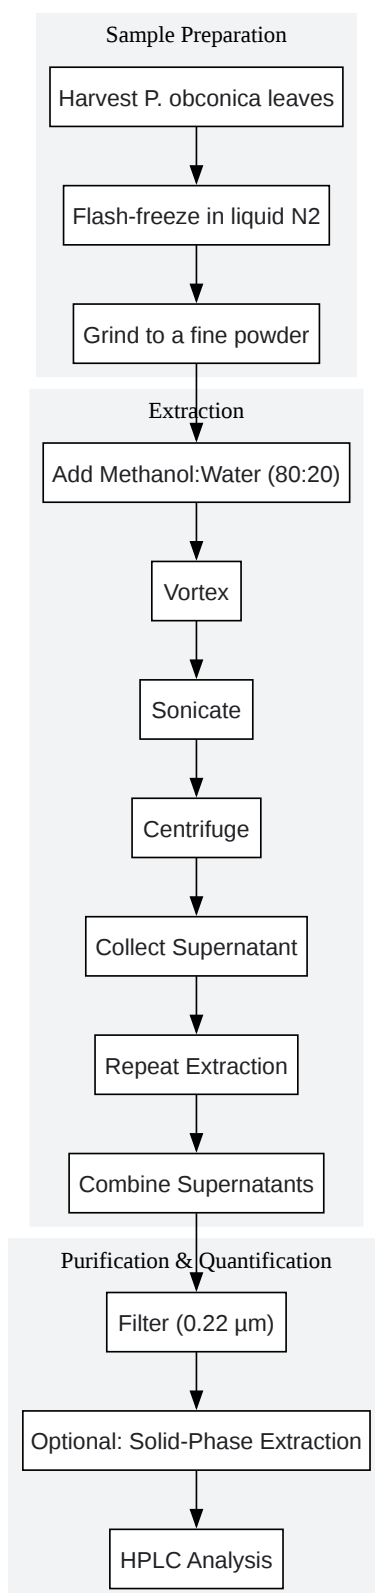 Sample Preparation
Harvest P. obconica leaves
Flash-freeze in liquid N2
Grind to a fine powder
Extraction
Add Methanol:Water (80:20)
Vortex
Sonicate
Centrifuge
Collect Supernatant
Repeat Extraction
Combine Supernatants
Purification & Quantification
Filter (0.22 µm)
Optional: Solid-Phase Extraction
HPLC Analysis